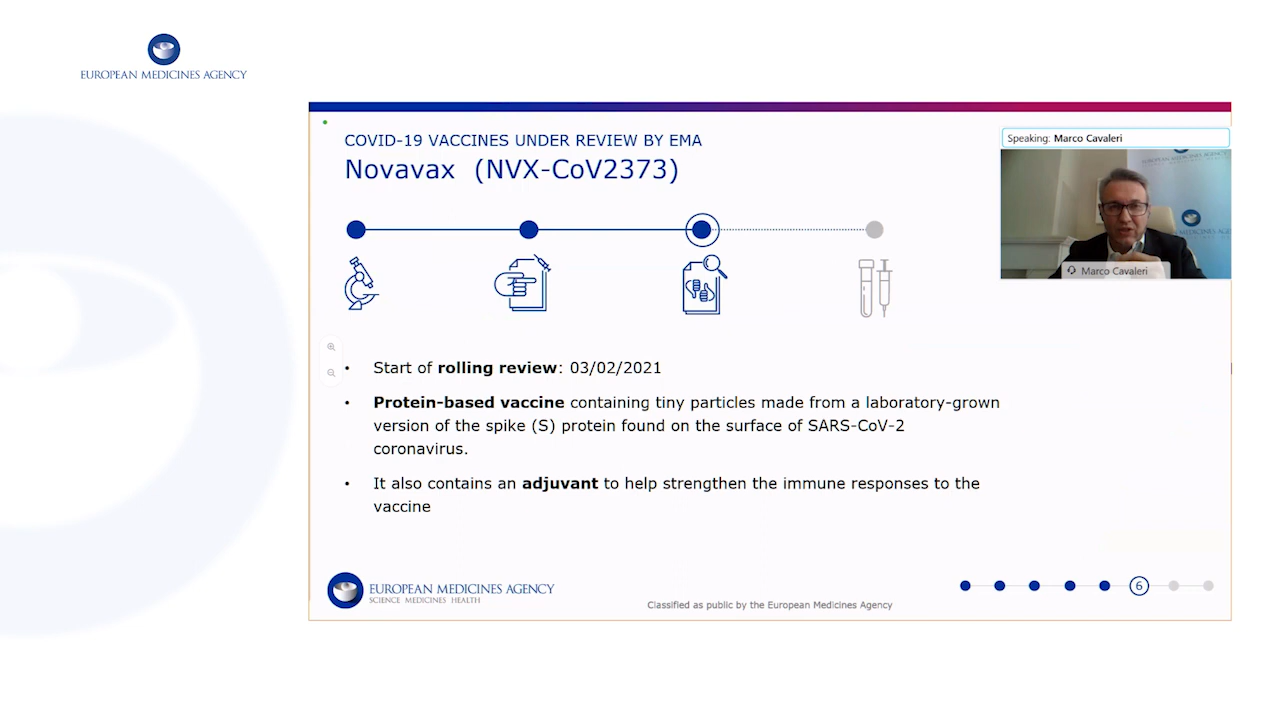 EUROPEAN MEDICINES AGENCY
COVID-19 VACCINES UNDER REVIEW BY EMA
Novavax (NVX-CoV2373)
Speaking: Marco Cavaleri
Marco Cavaleri
• Start of rolling review: 03/02/2021
• Protein-based vaccine containing tiny particles made from a laboratory-grown
version of the spike (S) protein found on the surface of SARS-CoV-2
coronavirus.
• It also contains an adjuvant to help strengthen the immune responses to the
vaccine
EUROPEAN MEDICINES AGENCY
SCIENCE MEDICINES HEALTH
Classified as public by the European Medicines Agency
6